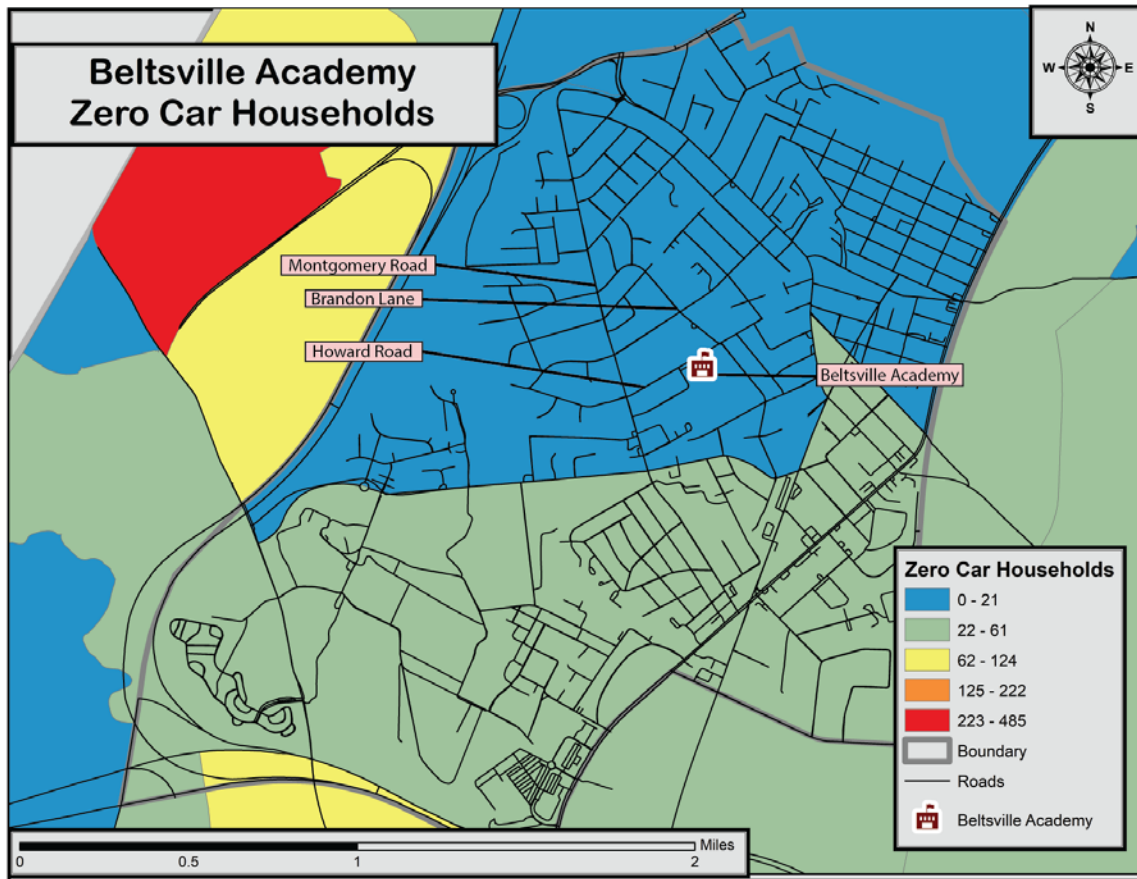 Beltsville Academy
Zero Car Households
N
W E
S
Montgomery Road
Brandon Lane
Howard Road
Beltsville Academy
Zero Car Households
0 - 21
22 - 61
62 - 124
125 - 222
223 - 485
Boundary
Roads
Beltsville Academy
Miles
0 0.5 1 2